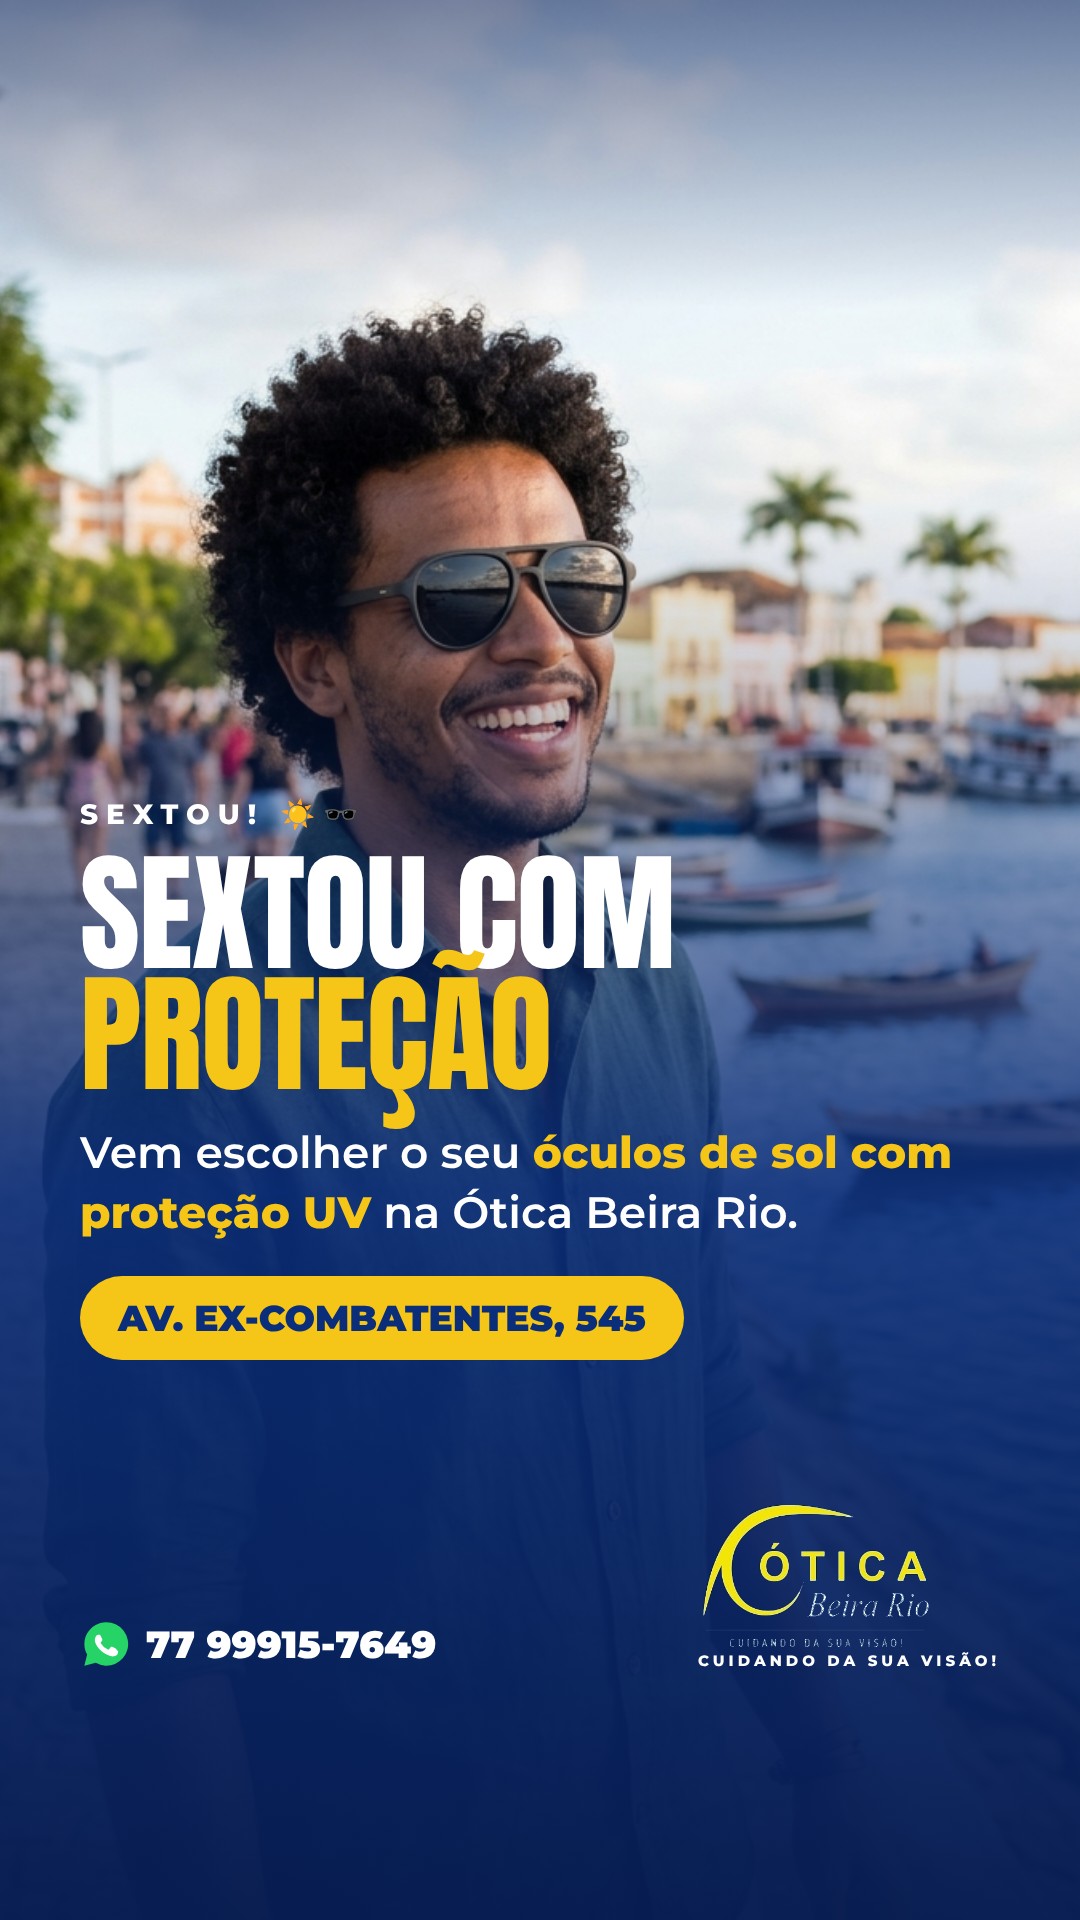 SEXTOU! ☀️ 🕶️
SEXTOU COM
PROTEÇÃO
Vem escolher o seu óculos de sol com
proteção UV na Ótica Beira Rio.
AV. EX-COMBATENTES, 545
ÓTICA
Beira Rio
CUIDANDO DA SUA VISÃO!
CUIDANDO DA SUA VISÃO!
77 99915-7649